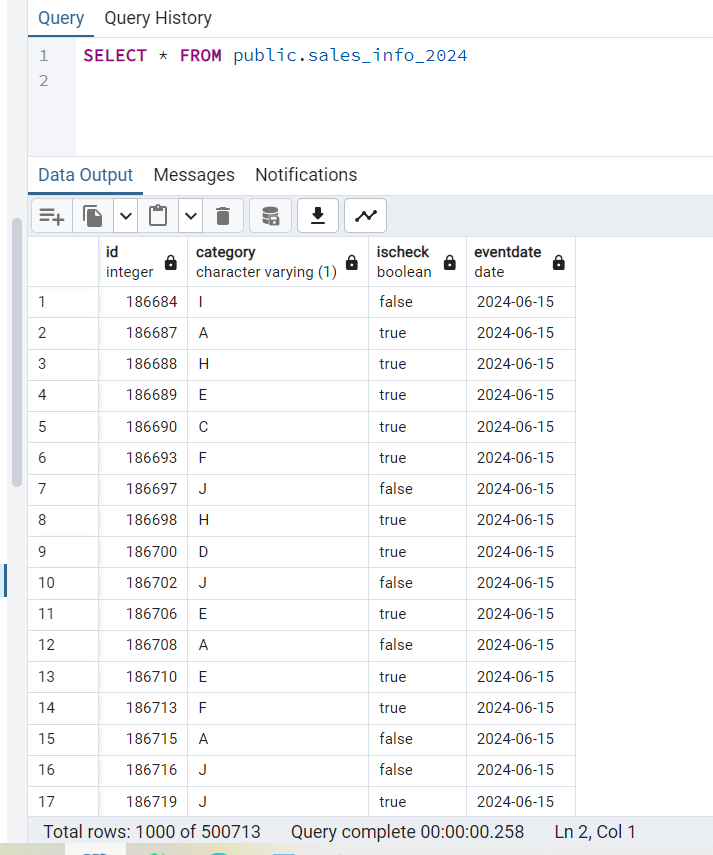 Query Query History
1 SELECT * FROM public.sales_info_2024
2
Data Output Messages Notifications
id category ischeck eventdate
integer character varying (1) boolean date
1 186684 I false 2024-06-15
2 186687 A true 2024-06-15
3 186688 H true 2024-06-15
4 186689 E true 2024-06-15
5 186690 C true 2024-06-15
6 186693 F true 2024-06-15
7 186697 J false 2024-06-15
8 186698 H true 2024-06-15
9 186700 D true 2024-06-15
10 186702 J false 2024-06-15
11 186706 E true 2024-06-15
12 186708 A false 2024-06-15
13 186710 E true 2024-06-15
14 186713 F true 2024-06-15
15 186715 A false 2024-06-15
16 186716 J false 2024-06-15
17 186719 J true 2024-06-15
Total rows: 1000 of 500713 Query complete 00:00:00.258 Ln 2, Col 1